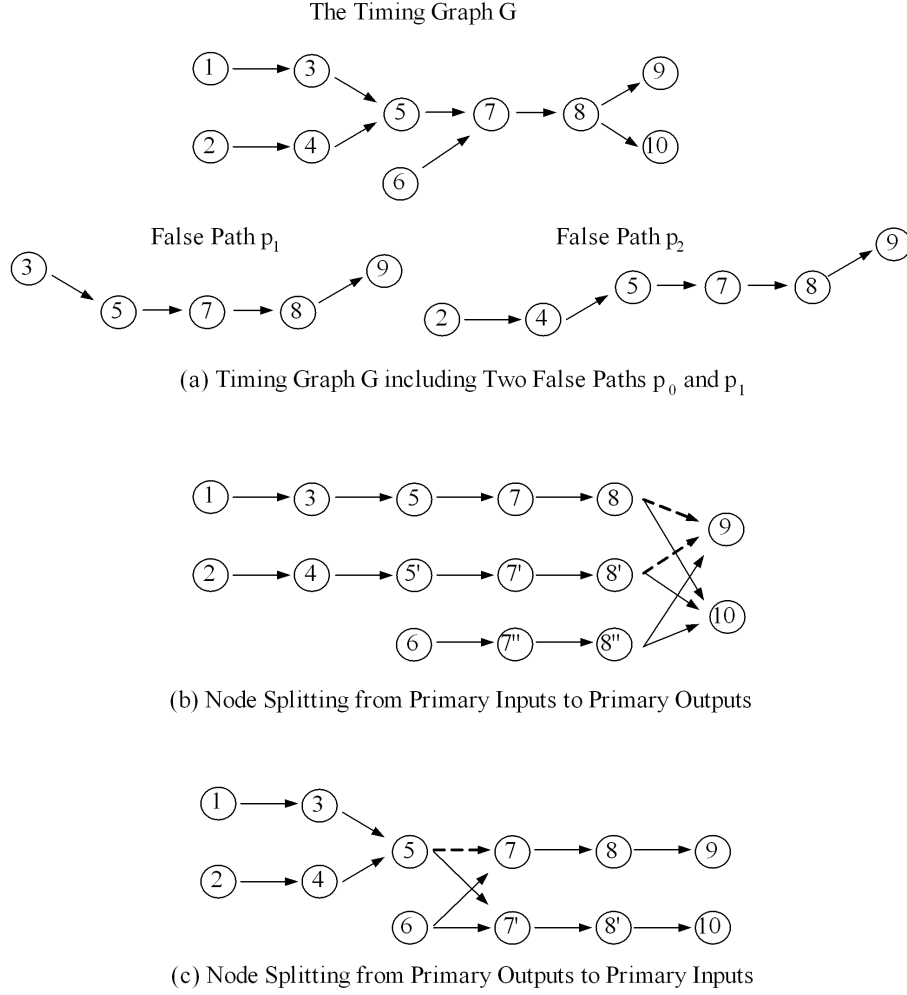 The Timing Graph G
1 3 9
5 7 8
2 4 10
6
False Path p1 False Path p2
3 9 9
5 7 8 5 7 8
2 4
(a) Timing Graph G including Two False Paths p0 and p1
1 3 5 7 8
9
2 4 5' 7' 8'
10
6 7" 8"
(b) Node Splitting from Primary Inputs to Primary Outputs
1 3
5 7 8 9
2 4
6 7' 8' 10
(c) Node Splitting from Primary Outputs to Primary Inputs